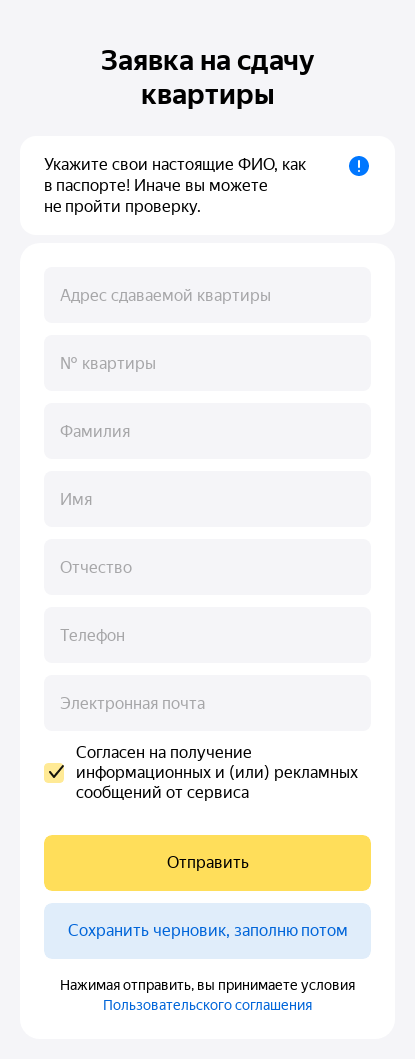 Заявка на сдачу
квартиры
Укажите свои настоящие ФИО, как
в паспорте! Иначе вы можете
не пройти проверку.
Адрес сдаваемой квартиры
№ квартиры
Фамилия
Имя
Отчество
Телефон
Электронная почта
Согласен на получение
информационных и (или) рекламных
сообщений от сервиса
Отправить
Сохранить черновик, заполню потом
Нажимая отправить, вы принимаете условия
Пользовательского соглашения